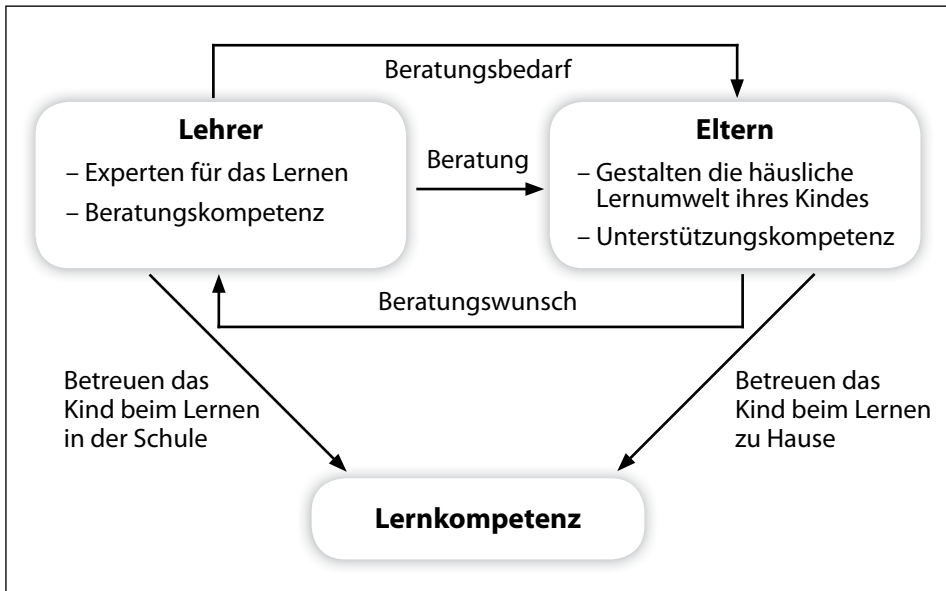 Beratungsbedarf
Lehrer
– Experten für das Lernen
– Beratungskompetenz
Beratung
Eltern
– Gestalten die häusliche
Lernumwelt ihres Kindes
– Unterstützungskompetenz
Beratungswunsch
Betreuen das
Kind beim Lernen
in der Schule
Betreuen das
Kind beim Lernen
zu Hause
Lernkompetenz